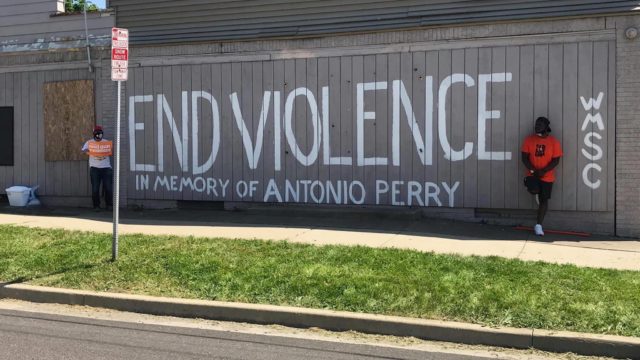 END VIOLENCE
IN MEMORY OF ANTONIO PERRY
WMSC